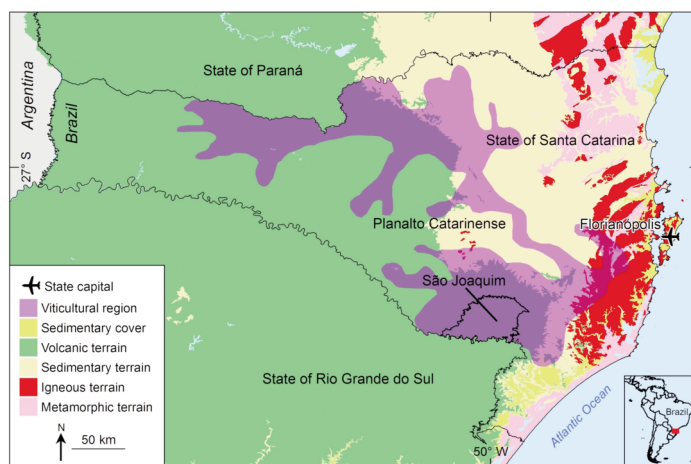 State of Paraná
Argentina
Brazil
State of Santa Catarina
27° S
Planalto Catarinense
Florianópolis
São Joaquim
State capital
Viticultural region
Sedimentary cover
Volcanic terrain
Sedimentary terrain
Igneous terrain
Metamorphic terrain
State of Rio Grande do Sul
N
50 km
50° W
Atlantic Ocean
Brazil